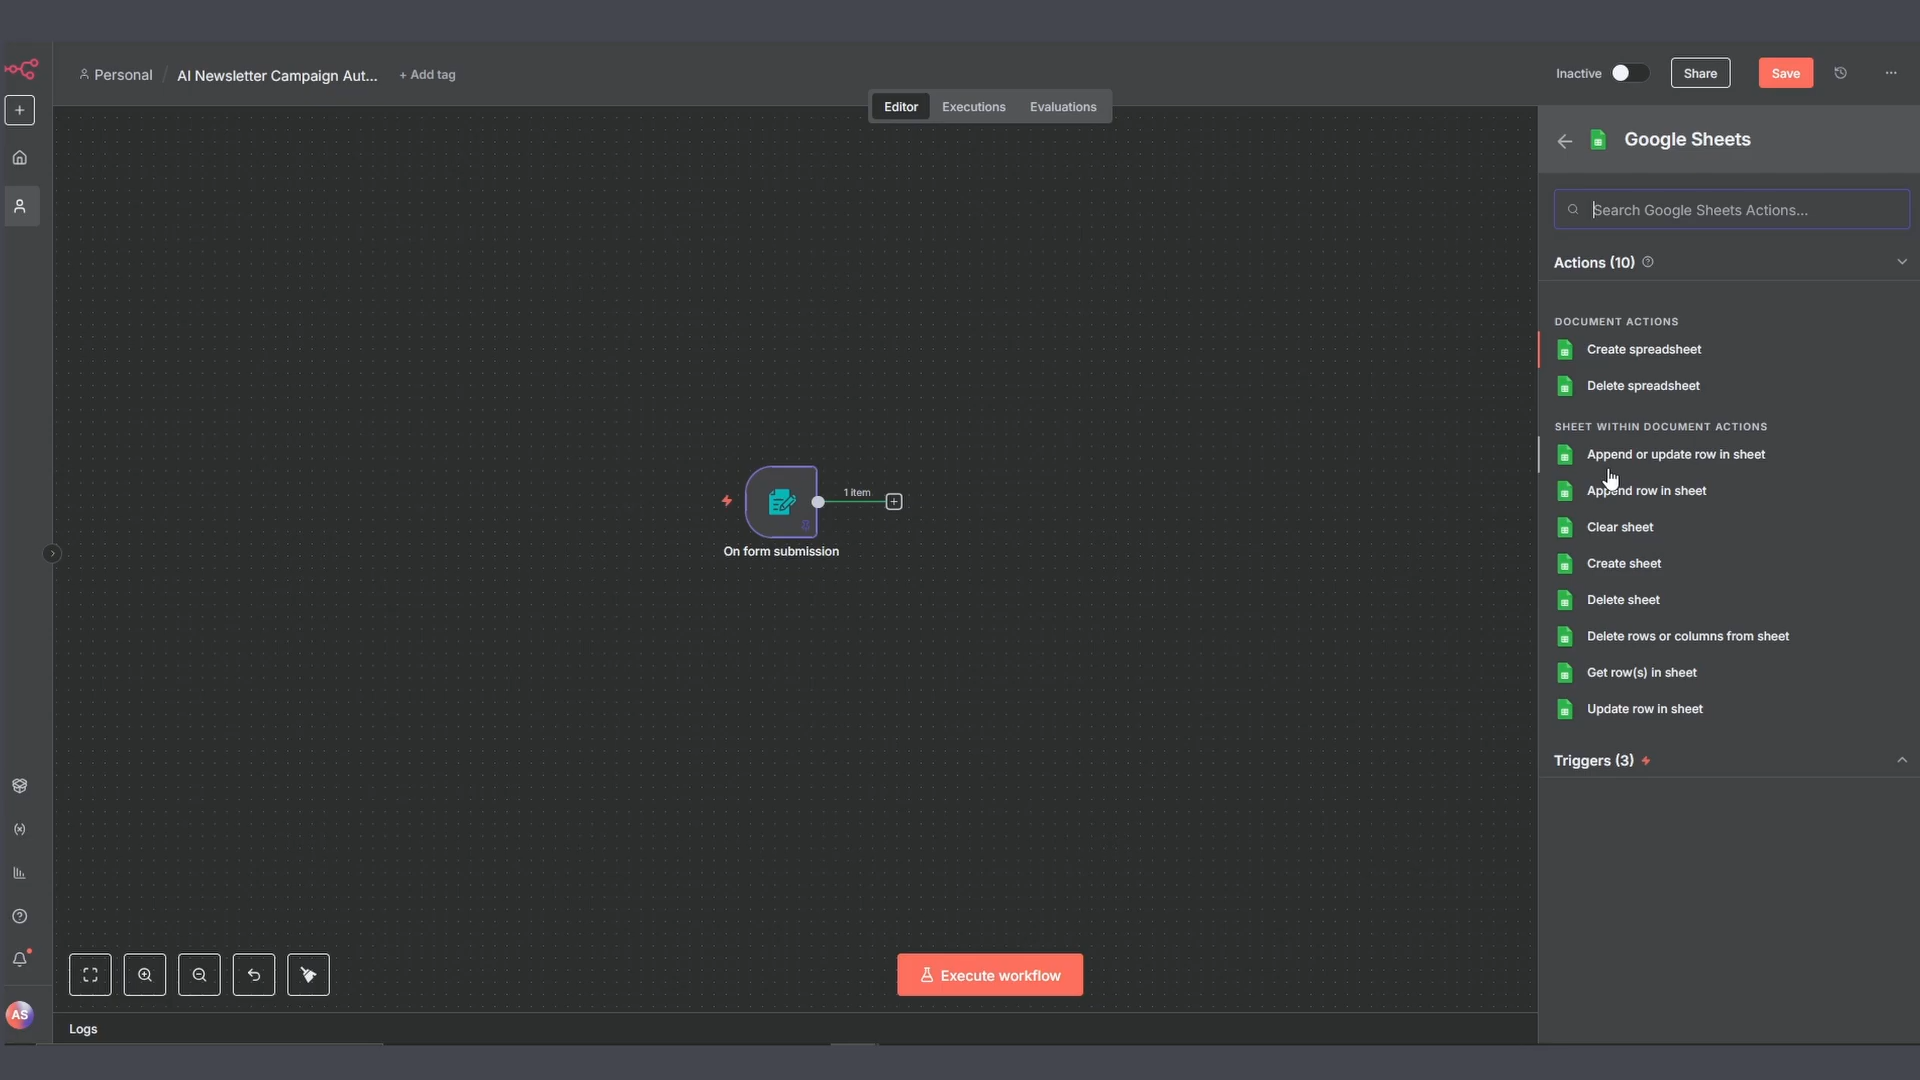 Personal / AI Newsletter Campaign Aut... + Add tag
Inactive Share Save ...
Editor Executions Evaluations
Google Sheets
Search Google Sheets Actions...
Actions (10)
DOCUMENT ACTIONS
Create spreadsheet
Delete spreadsheet
SHEET WITHIN DOCUMENT ACTIONS
Append or update row in sheet
Append row in sheet
Clear sheet
Create sheet
Delete sheet
Delete rows or columns from sheet
Get row(s) in sheet
Update row in sheet
Triggers (3)
1 item
On form submission
Execute workflow
AS
Logs